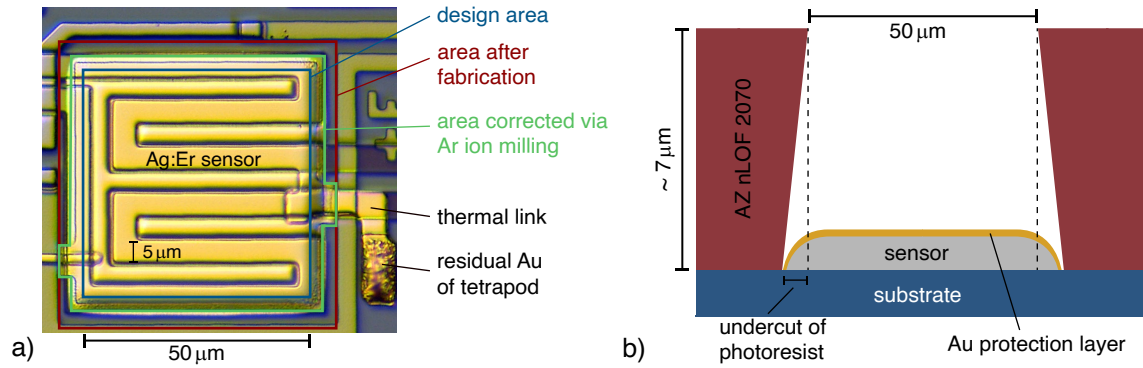 design area
area after
fabrication
area corrected via
Ar ion milling
Ag:Er sensor
thermal link
5 μm
residual Au
of tetrapod
a)
50 μm
50 μm
AZ nLOF 2070
~ 7 μm
sensor
substrate
undercut of
photoresist
Au protection layer
b)